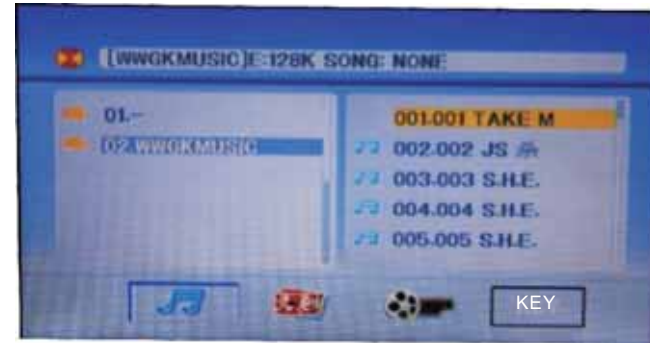 [WWGKMUSIC]E:128K SONG: NONE
01.-
02.WWGKMUSIC
001.001 TAKE M
002.002 JS
003.003 S.H.E.
004.004 S.H.E.
005.005 S.H.E.
KEY